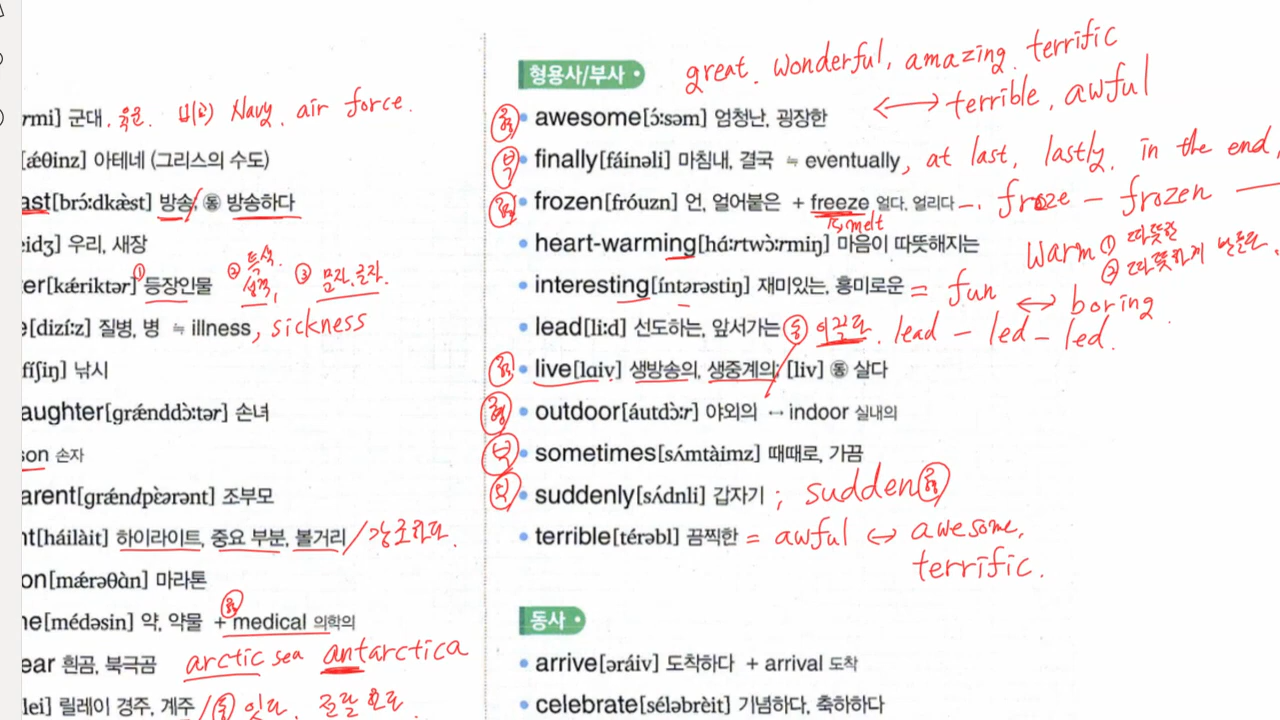 rmi] 군대. 육군. 비교) Navy. air force.
[ǽθinz] 아테네 (그리스의 수도)
ast[brɔ́:dkæ̀st] 방송, 동 방송하다
eidʒ] 우리, 새장
er[kǽriktər] ① 등장인물 ② 특성. 성격, ③ 문자.글자.
e[dizí:z] 질병, 병 ≒ illness, sickness
fíʃiŋ] 낚시
aughter[grǽnddɔ̀:tər] 손녀
son 손자
arent[grǽndpɛ̀ərənt] 조부모
nt[háilàit] 하이라이트, 중요 부분, 볼거리 / 강조하다.
on[mǽrəθàn] 마라톤
ne[médəsin] 약, 약물 + 형 medical 의학의
ear 흰곰, 북극곰 arctic sea antarctica
lei] 릴레이 경주, 계주 / 동 잇다.
great. wonderful, amazing. terrific
형용사/부사
↔ terrible, awful
형 • awesome[ɔ́:səm] 엄청난, 굉장한
부 • finally[fáinəli] 마침내, 결국 ≒ eventually, at last, lastly. in the end,
형 • frozen[fróuzn] 언, 얼어붙은 + freeze 얼다, 얼리다 - froze - frozen
melt
• heart-warming[há:rtwɔ̀:rmiŋ] 마음이 따뜻해지는 warm ① 따뜻한
② 따뜻하게 만들다.
• interesting[íntərəstiŋ] 재미있는, 흥미로운 = fun ↔ boring
• lead[li:d] 선도하는, 앞서가는 동 이끌다. lead - led - led.
형 • live[laiv] 생방송의, 생중계의; [liv] 동 살다
형 • outdoor[áutdɔ̀:r] 야외의 ↔ indoor 실내의
부 • sometimes[sʌ́mtàimz] 때때로, 가끔
부 • suddenly[sʌ́dnli] 갑자기 ; sudden 형
• terrible[térəbl] 끔찍한 = awful ↔ awesome,
terrific.
동사
• arrive[əráiv] 도착하다 + arrival 도착
• celebrate[séləbrèit] 기념하다, 축하하다